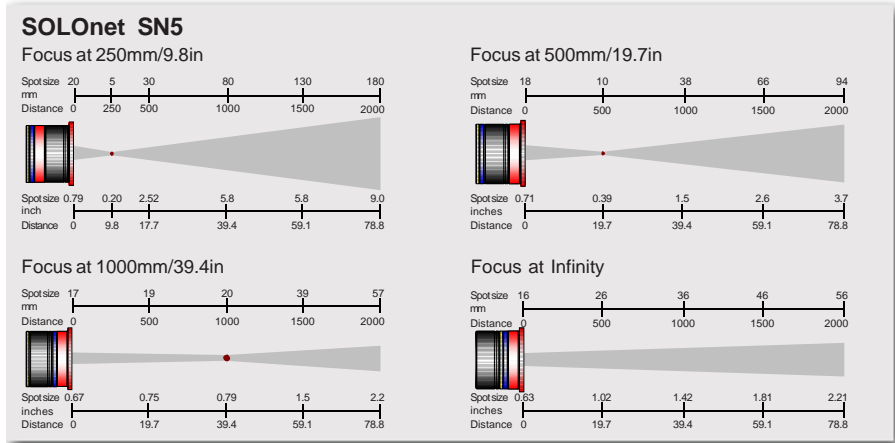 SOLOnet SN5
Focus at 250mm/9.8in
Spot size 20 5 30 80 130 180
mm
Distance 0 250 500 1000 1500 2000
Spot size 0.79 0.20 2.52 5.8 5.8 9.0
inch
Distance 0 9.8 17.7 39.4 59.1 78.8
Focus at 500mm/19.7in
Spot size 18 10 38 66 94
mm
Distance 0 500 1000 1500 2000
Spot size 0.71 0.39 1.5 2.6 3.7
inches
Distance 0 19.7 39.4 59.1 78.8
Focus at 1000mm/39.4in
Spot size 17 19 20 39 57
mm
Distance 0 500 1000 1500 2000
Spot size 0.67 0.75 0.79 1.5 2.2
inches
Distance 0 19.7 39.4 59.1 78.8
Focus at Infinity
Spot size 16 26 36 46 56
mm
Distance 0 500 1000 1500 2000
Spot size 0.63 1.02 1.42 1.81 2.21
inches
Distance 0 19.7 39.4 59.1 78.8